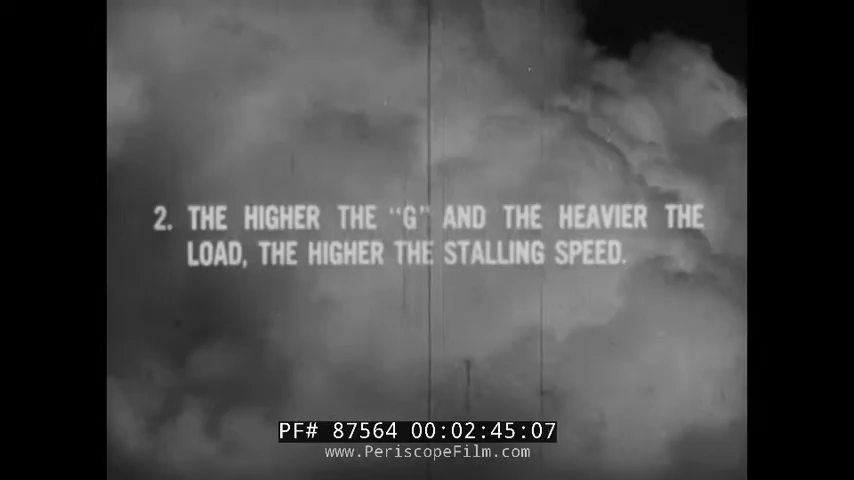 2. THE HIGHER THE "G" AND THE HEAVIER THE
LOAD, THE HIGHER THE STALLING SPEED.
PF# 87564 00:02:45:07
www.PeriscopeFilm.com